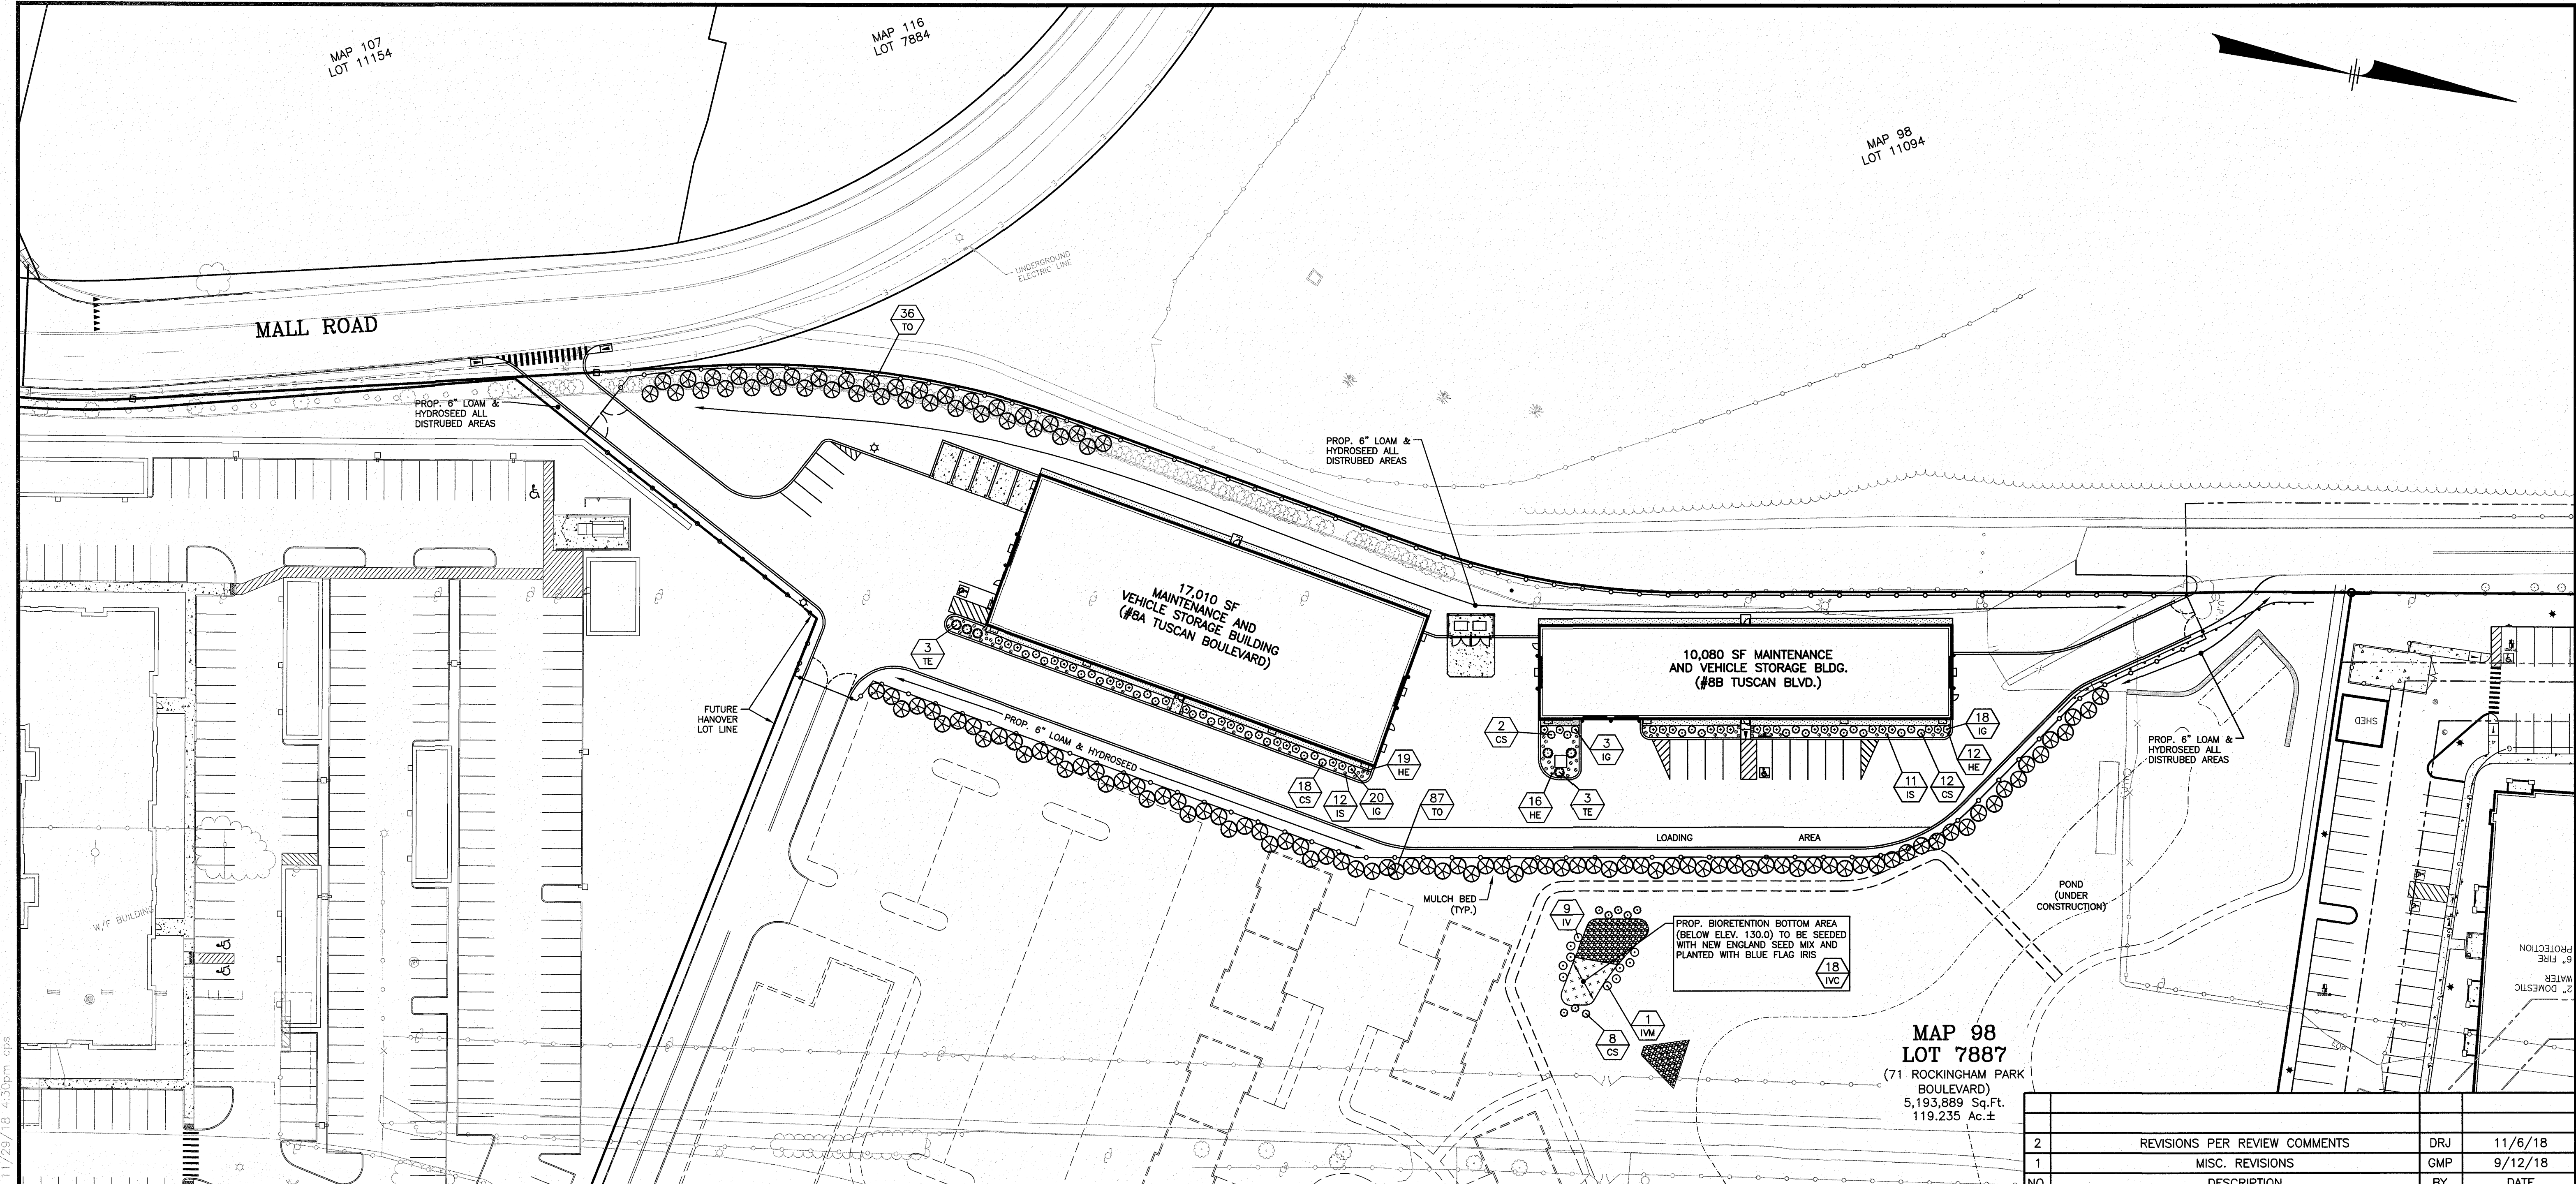 MAP 107
LOT 11154
MAP 116
LOT 7884
MAP 98
LOT 11094
UNDERGROUND
ELECTRIC LINE
MALL ROAD
36
TO
PROP. 6" LOAM &
HYDROSEED ALL
DISTRUBED AREAS
PROP. 6" LOAM &
HYDROSEED ALL
DISTRUBED AREAS
17,010 SF
MAINTENANCE AND
VEHICLE STORAGE BUILDING
(#8A TUSCAN BOULEVARD)
10,080 SF MAINTENANCE
AND VEHICLE STORAGE BLDG.
(#8B TUSCAN BLVD.)
3
TE
FUTURE
HANOVER
LOT LINE
PROP. 6" LOAM & HYDROSEED
2
CS
3
IG
18
IG
12
HE
19
HE
18
CS
12
IS
20
IG
87
TO
16
HE
3
TE
11
IS
12
CS
PROP. 6" LOAM &
HYDROSEED ALL
DISTRUBED AREAS
SHED
LOADING AREA
MULCH BED
(TYP.)
POND
(UNDER
CONSTRUCTION)
W/F BUILDING
9
IV
PROP. BIORETENTION BOTTOM AREA
(BELOW ELEV. 130.0) TO BE SEEDED
WITH NEW ENGLAND SEED MIX AND
PLANTED WITH BLUE FLAG IRIS
18
IVC
1
IVM
8
CS
6" FIRE
PROTECTION
2" DOMESTIC
WATER
MAP 98
LOT 7887
(71 ROCKINGHAM PARK
BOULEVARD)
5,193,889 Sq.Ft.
119.235 Ac.±
2 REVISIONS PER REVIEW COMMENTS DRJ 11/6/18
1 MISC. REVISIONS GMP 9/12/18
NO. DESCRIPTION BY DATE
11/29/18 4:30pm cps